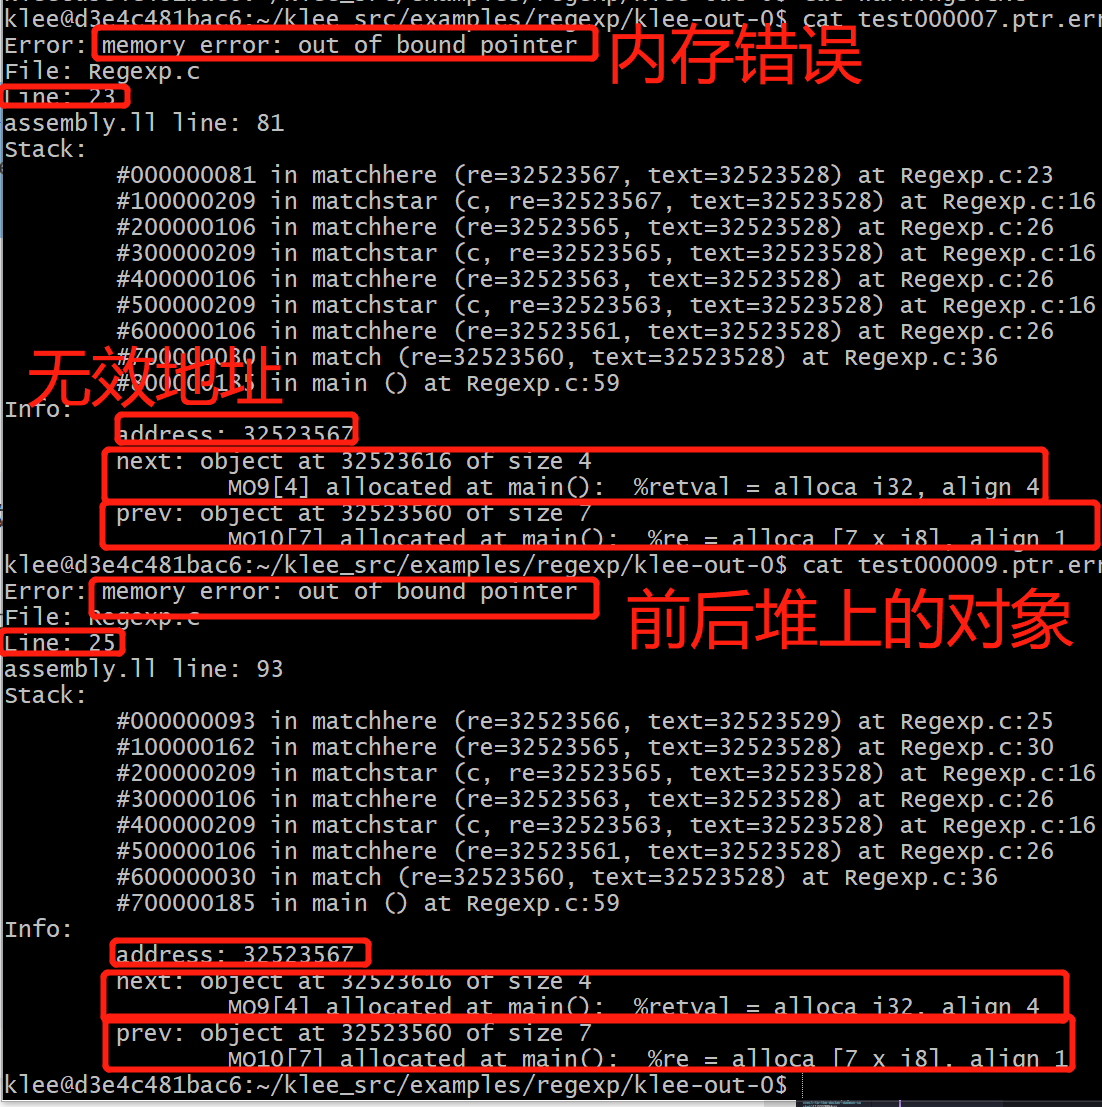 klee@d3e4c481bac6:~/klee_src/examples/regexp/klee-out-0$ cat test000007.ptr.err
Error: memory error: out of bound pointer
内存错误
File: Regexp.c
Line: 23
assembly.ll line: 81
Stack:
#000000081 in matchhere (re=32523567, text=32523528) at Regexp.c:23
#100000209 in matchstar (c, re=32523567, text=32523528) at Regexp.c:16
#200000106 in matchhere (re=32523565, text=32523528) at Regexp.c:26
#300000209 in matchstar (c, re=32523565, text=32523528) at Regexp.c:16
#400000106 in matchhere (re=32523563, text=32523528) at Regexp.c:26
#500000209 in matchstar (c, re=32523563, text=32523528) at Regexp.c:16
#600000106 in matchhere (re=32523561, text=32523528) at Regexp.c:26
#700000030 in match (re=32523560, text=32523528) at Regexp.c:36
无效地址
#800000185 in main () at Regexp.c:59
Info:
address: 32523567
next: object at 32523616 of size 4
MO9[4] allocated at main():  %retval = alloca i32, align 4
prev: object at 32523560 of size 7
MO10[7] allocated at main():  %re = alloca [7 x i8], align 1
klee@d3e4c481bac6:~/klee_src/examples/regexp/klee-out-0$ cat test000009.ptr.err
Error: memory error: out of bound pointer
前后堆上的对象
File: Regexp.c
Line: 25
assembly.ll line: 93
Stack:
#000000093 in matchhere (re=32523566, text=32523529) at Regexp.c:25
#100000162 in matchhere (re=32523565, text=32523528) at Regexp.c:30
#200000209 in matchstar (c, re=32523565, text=32523528) at Regexp.c:16
#300000106 in matchhere (re=32523563, text=32523528) at Regexp.c:26
#400000209 in matchstar (c, re=32523563, text=32523528) at Regexp.c:16
#500000106 in matchhere (re=32523561, text=32523528) at Regexp.c:26
#600000030 in match (re=32523560, text=32523528) at Regexp.c:36
#700000185 in main () at Regexp.c:59
Info:
address: 32523567
next: object at 32523616 of size 4
MO9[4] allocated at main():  %retval = alloca i32, align 4
prev: object at 32523560 of size 7
MO10[7] allocated at main():  %re = alloca [7 x i8], align 1
klee@d3e4c481bac6:~/klee_src/examples/regexp/klee-out-0$